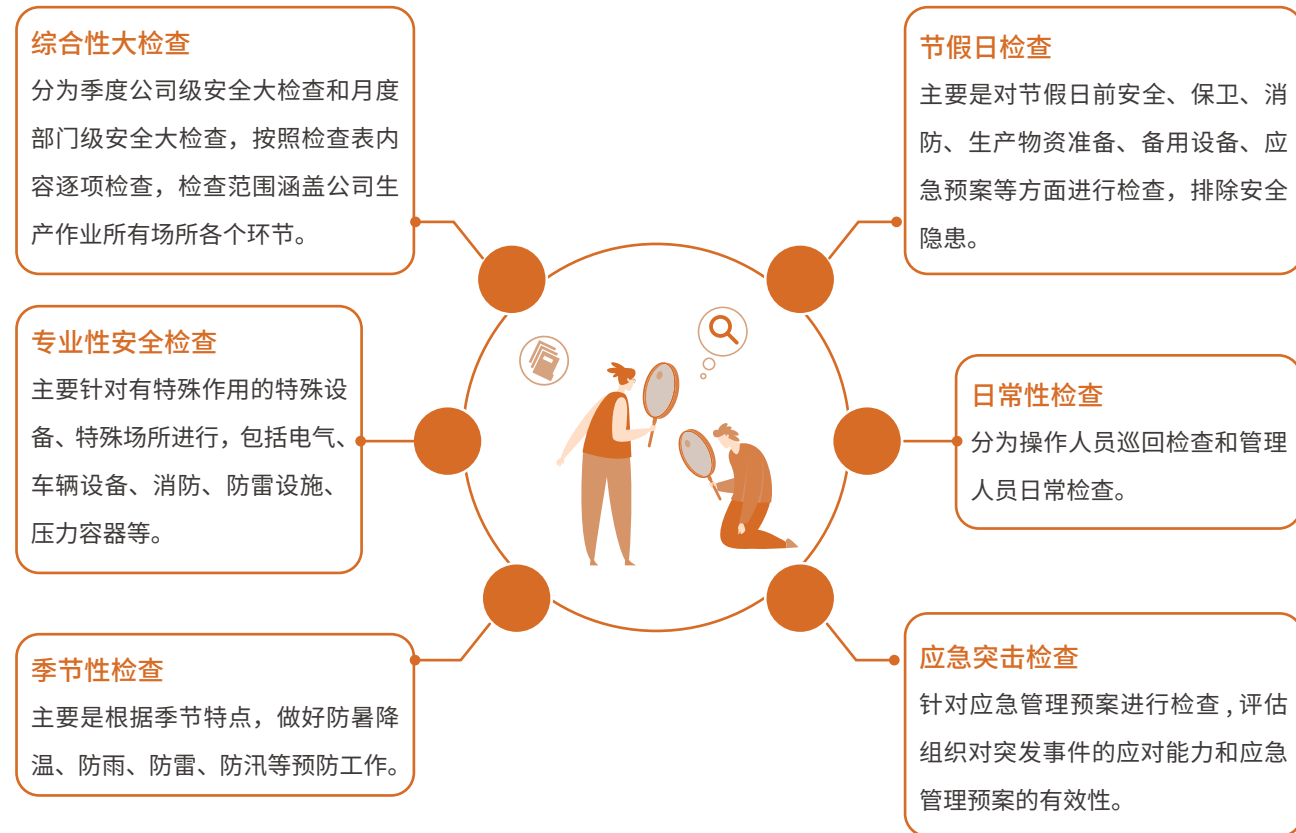 综合性大检查
分为季度公司级安全大检查和月度
部门级安全大检查，按照检查表内
容逐项检查，检查范围涵盖公司生
产作业所有场所各个环节。
专业性安全检查
主要针对有特殊作用的特殊设
备、特殊场所进行，包括电气、
车辆设备、消防、防雷设施、
压力容器等。
季节性检查
主要是根据季节特点，做好防暑降
温、防雨、防雷、防汛等预防工作。
节假日检查
主要是对节假日前安全、保卫、消
防、生产物资准备、备用设备、应
急预案等方面进行检查，排除安全
隐患。
日常性检查
分为操作人员巡回检查和管理
人员日常检查。
应急突击检查
针对应急管理预案进行检查，评估
组织对突发事件的应对能力和应急
管理预案的有效性。